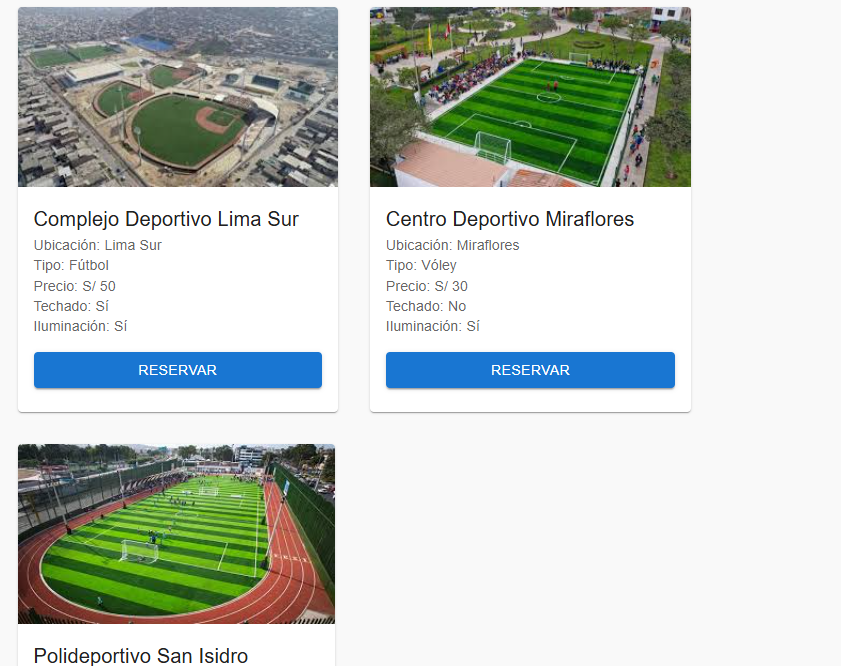 Complejo Deportivo Lima Sur
Ubicación: Lima Sur
Tipo: Fútbol
Precio: S/ 50
Techado: Sí
Iluminación: Sí
RESERVAR
Centro Deportivo Miraflores
Ubicación: Miraflores
Tipo: Vóley
Precio: S/ 30
Techado: No
Iluminación: Sí
RESERVAR
Polideportivo San Isidro